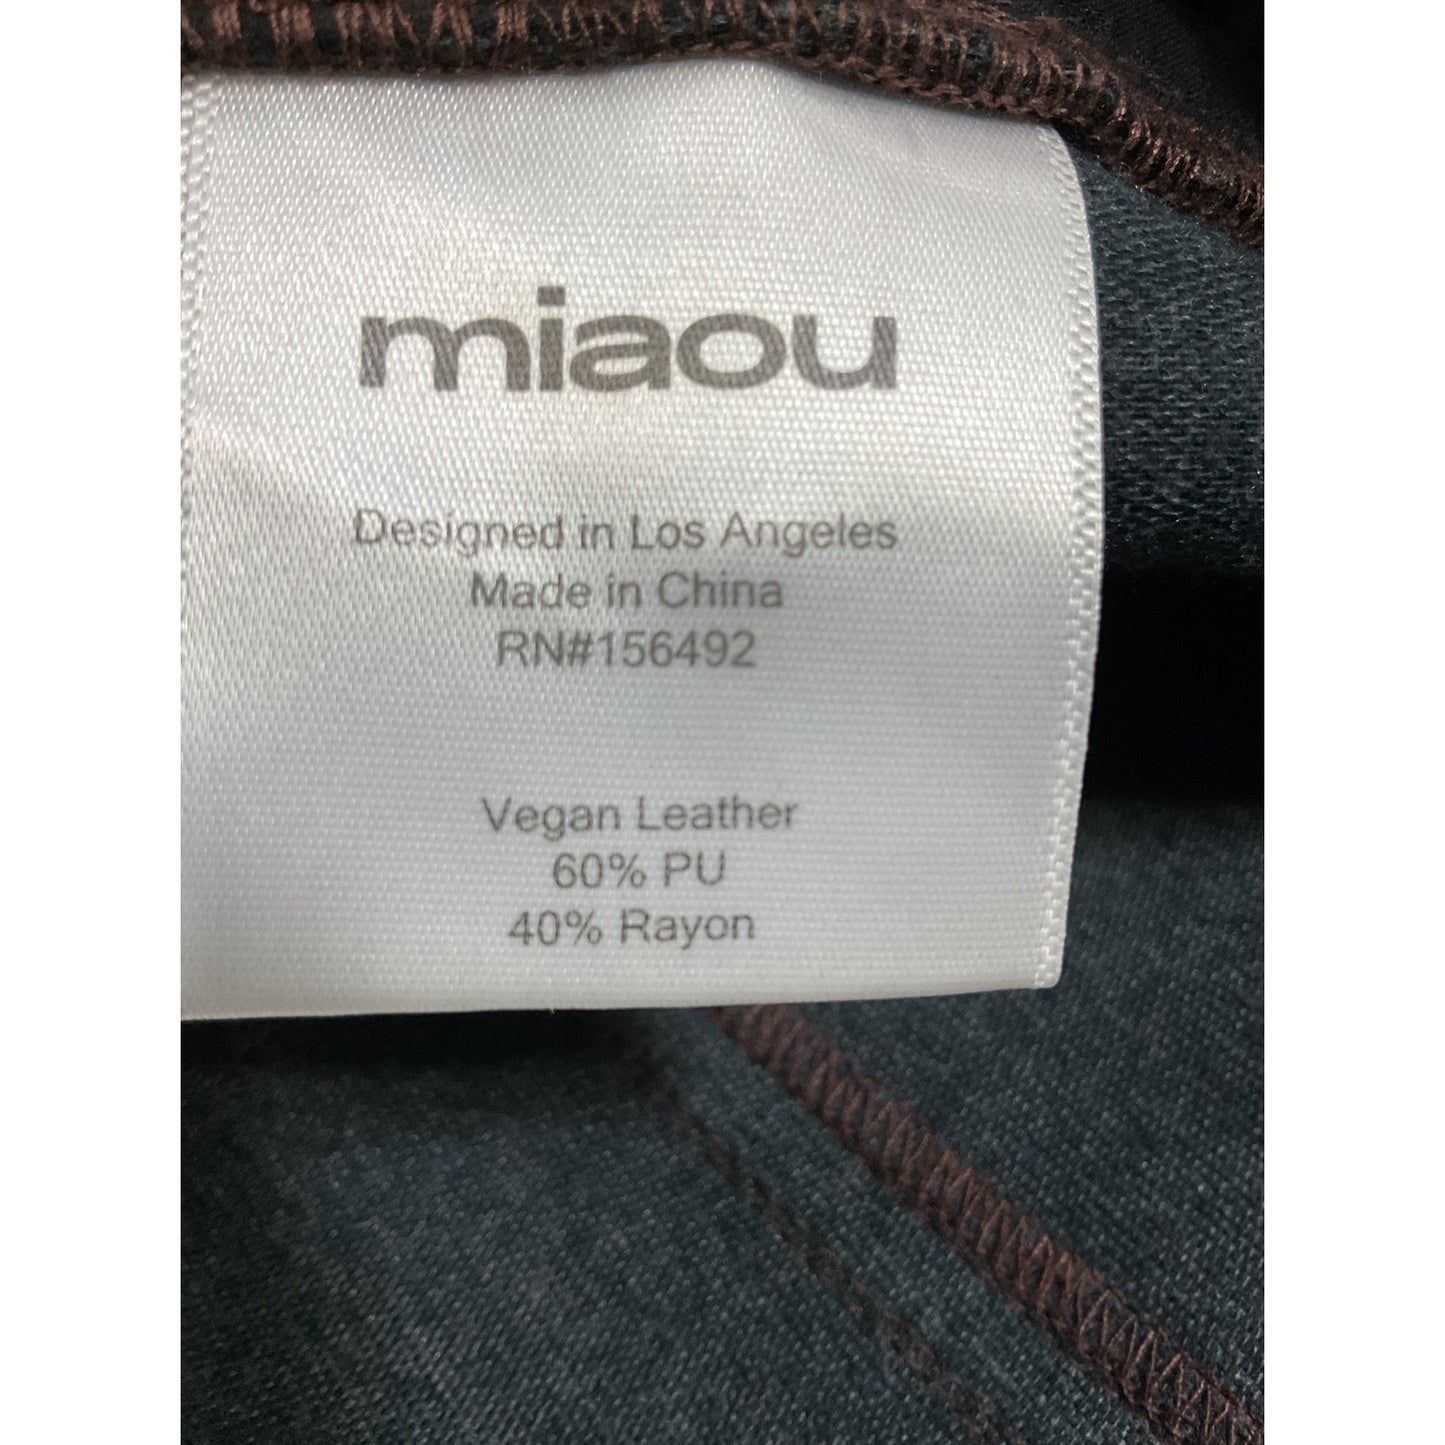 miaou
Designed in Los Angeles
Made in China
RN#156492
Vegan Leather
60% PU
40% Rayon